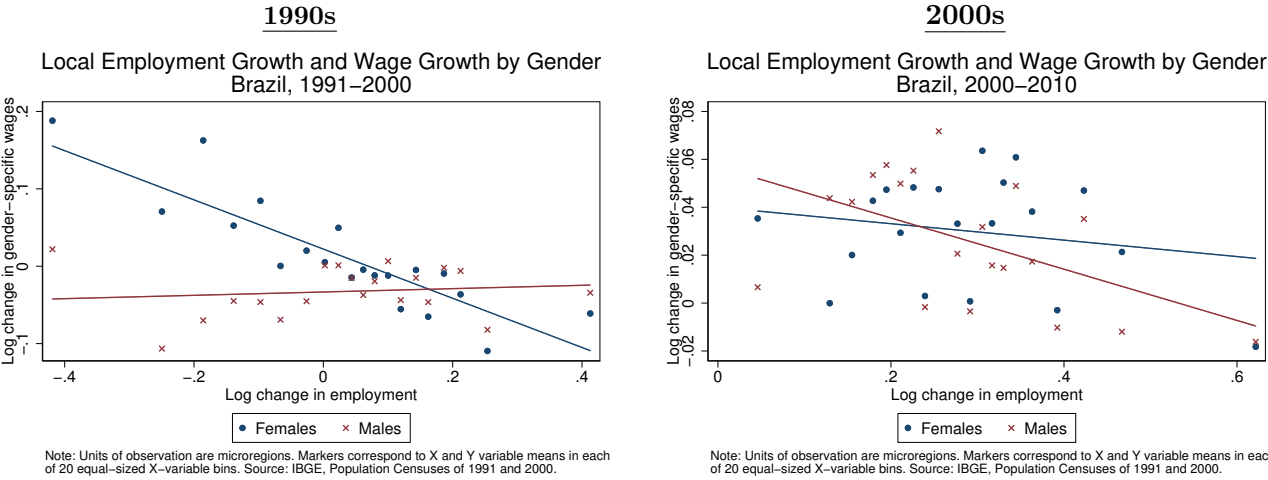 1990s
Local Employment Growth and Wage Growth by Gender
Brazil, 1991−2000
Log change in gender−specific wages
.2
.1
0
−.1
−.4
−.2
0
.2
.4
Log change in employment
Females
Males
Note: Units of observation are microregions. Markers correspond to X and Y variable means in each
of 20 equal−sized X−variable bins. Source: IBGE, Population Censuses of 1991 and 2000.
2000s
Local Employment Growth and Wage Growth by Gender
Brazil, 2000−2010
Log change in gender−specific wages
.08
.06
.04
.02
0
−.02
0
.2
.4
.6
Log change in employment
Females
Males
Note: Units of observation are microregions. Markers correspond to X and Y variable means in eac
of 20 equal−sized X−variable bins. Source: IBGE, Population Censuses of 1991 and 2000.